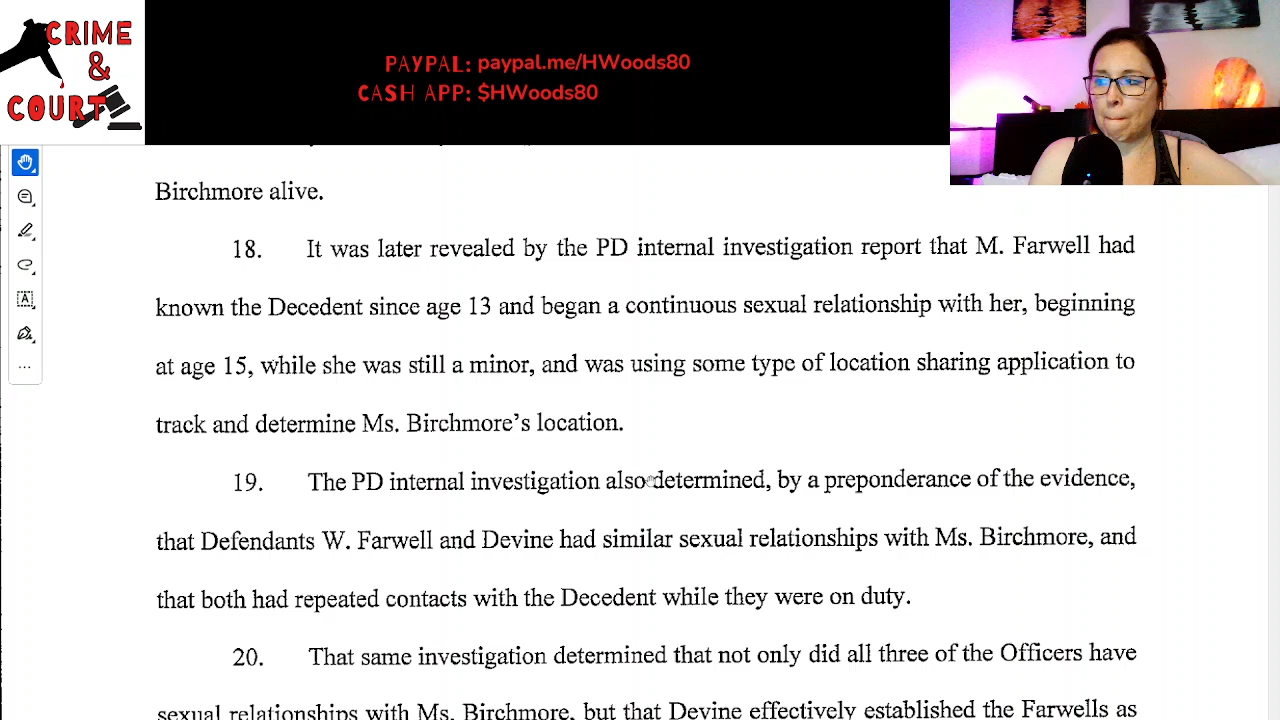 CRIME
&
COURT
PAYPAL: paypal.me/HWoods80
CASH APP: $HWoods80
Birchmore alive.
18. It was later revealed by the PD internal investigation report that M. Farwell had
known the Decedent since age 13 and began a continuous sexual relationship with her, beginning
at age 15, while she was still a minor, and was using some type of location sharing application to
track and determine Ms. Birchmore's location.
19. The PD internal investigation also determined, by a preponderance of the evidence,
that Defendants W. Farwell and Devine had similar sexual relationships with Ms. Birchmore, and
that both had repeated contacts with the Decedent while they were on duty.
20. That same investigation determined that not only did all three of the Officers have
sexual relationships with Ms. Birchmore, but that Devine effectively established the Farwells as